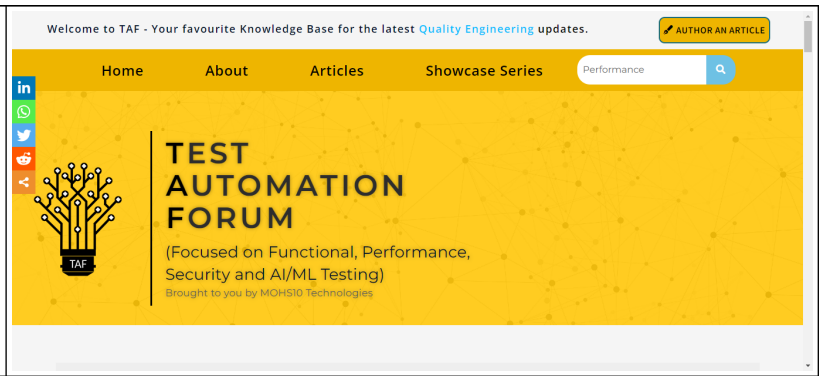 Welcome to TAF - Your favourite Knowledge Base for the latest Quality Engineering updates.
AUTHOR AN ARTICLE
Home
About
Articles
Showcase Series
Performance
in
TEST
AUTOMATION
FORUM
(Focused on Functional, Performance,
Security and AI/ML Testing)
Brought to you by MOHS10 Technologies
TAF